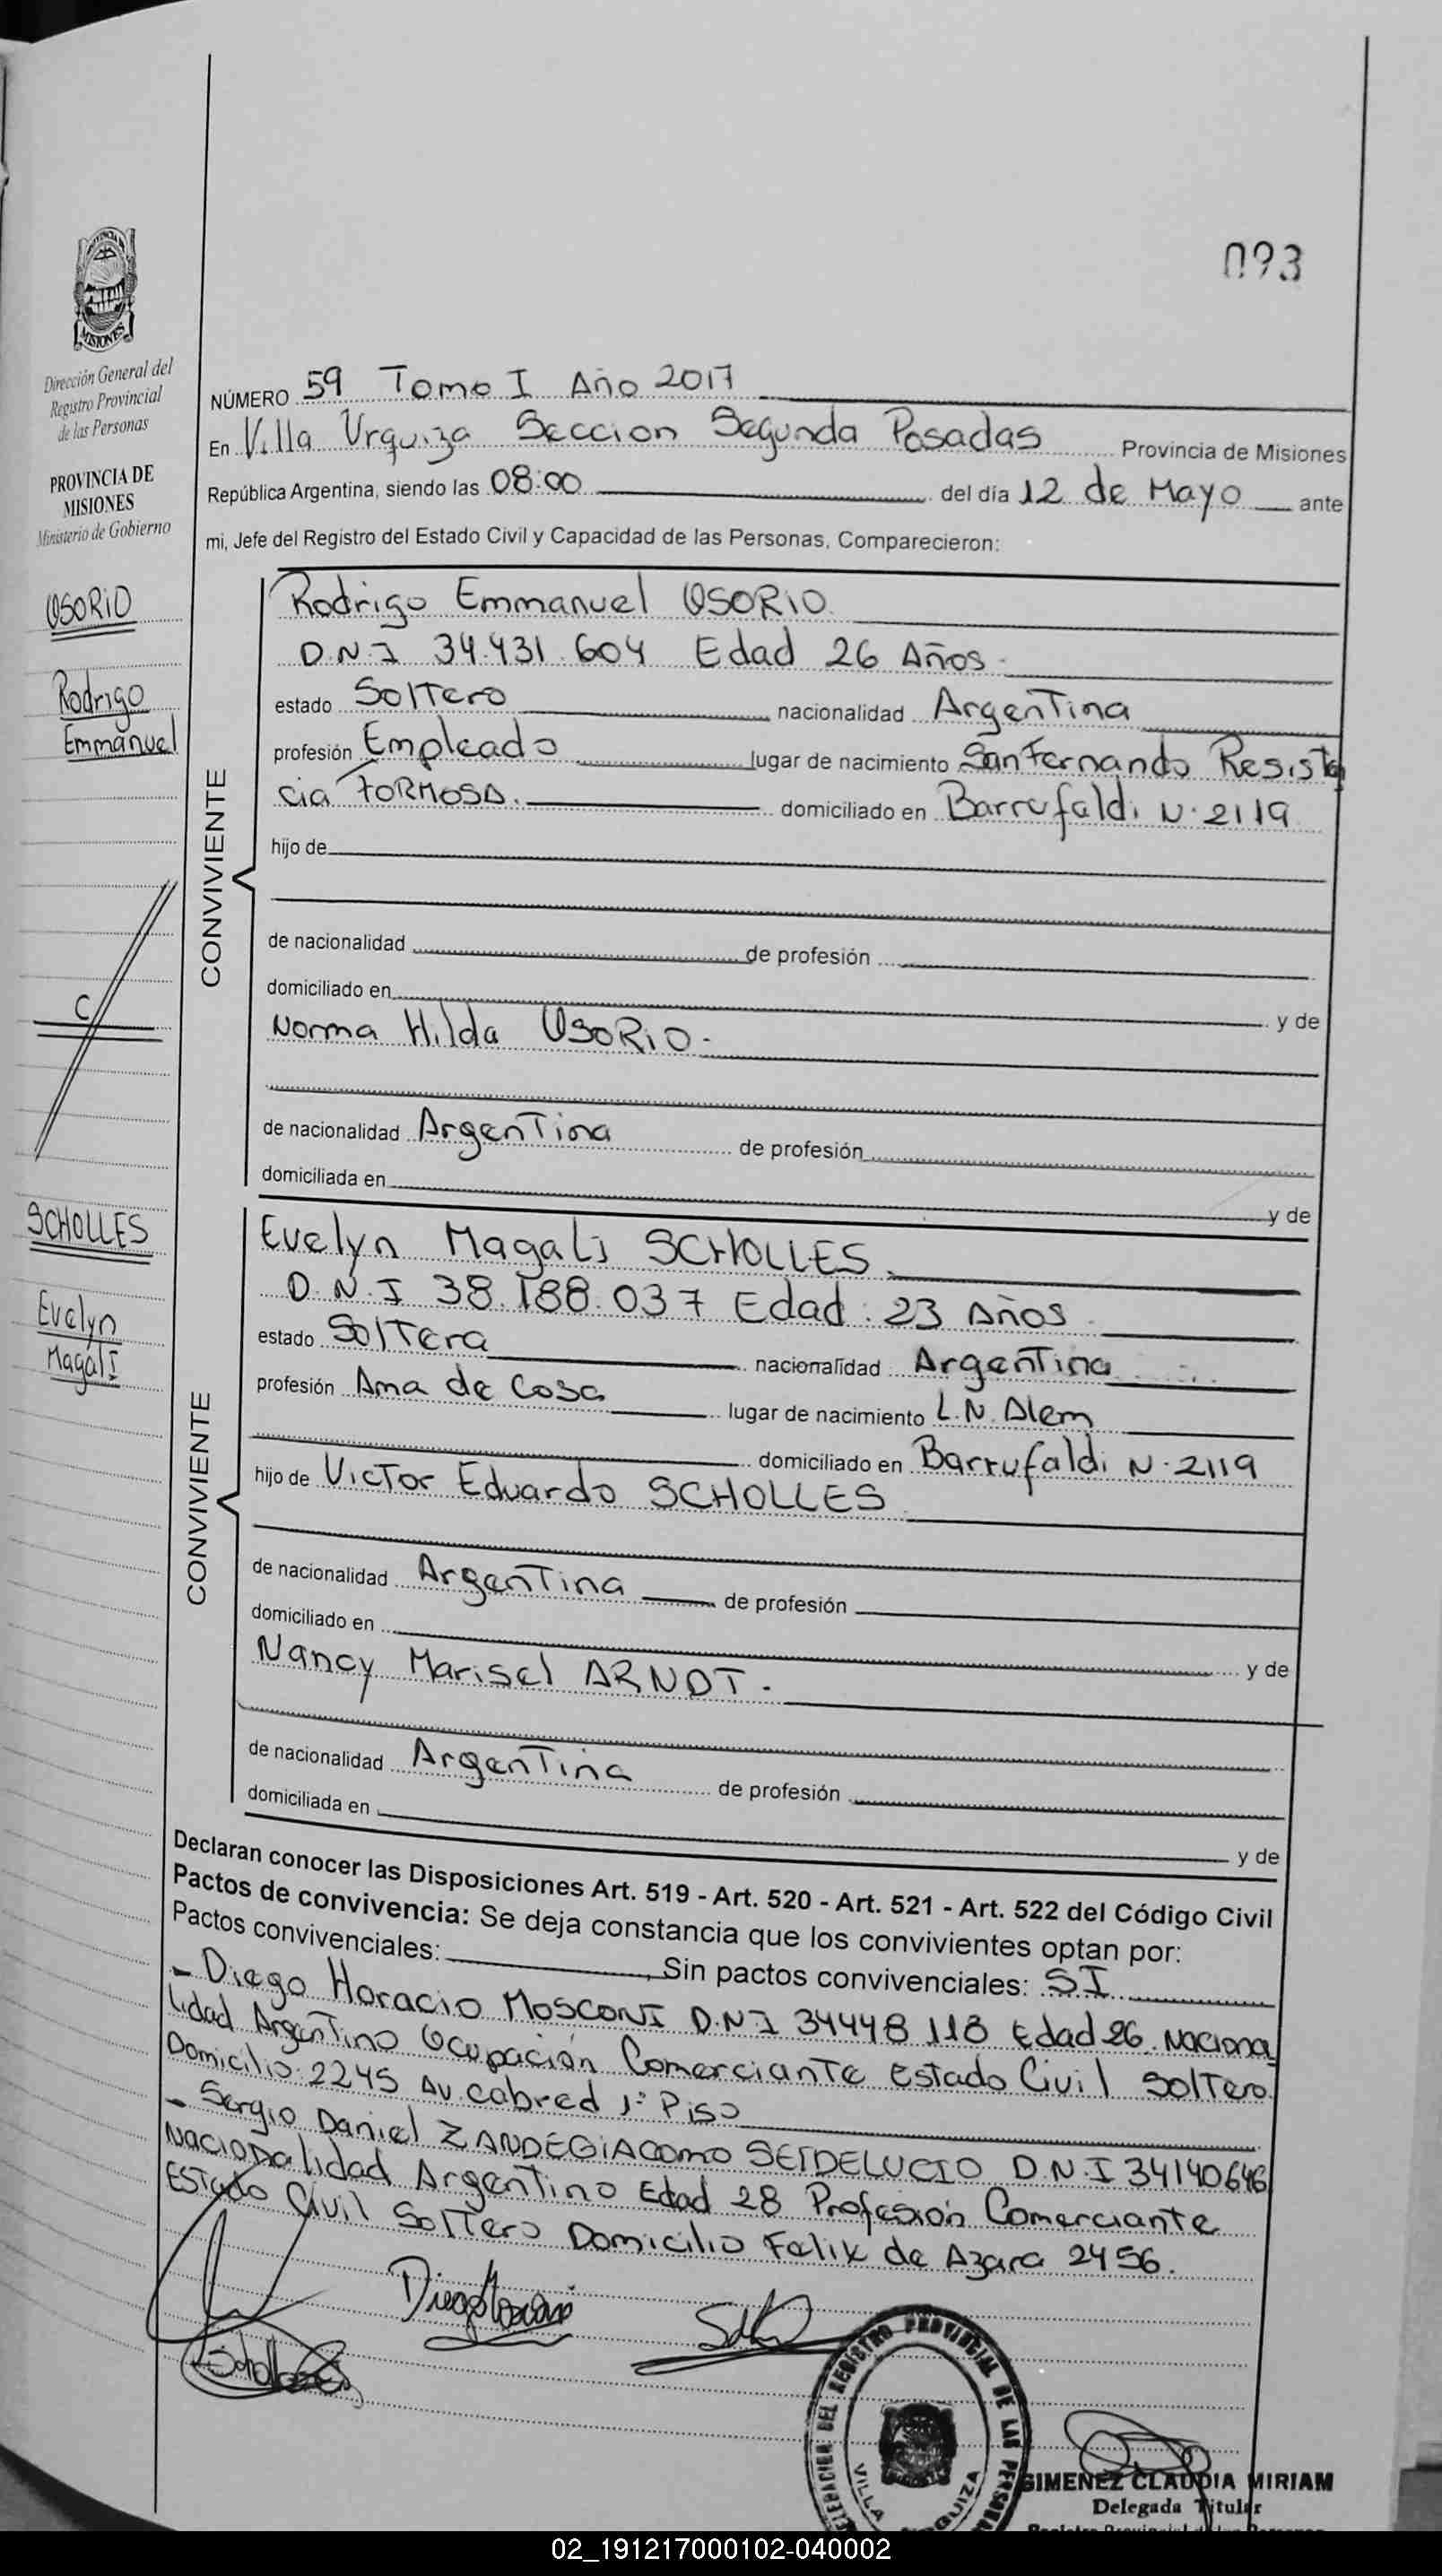 093
PROVINCIA DE
MISIONES
Dirección General del
Registro Provincial
de las Personas
PROVINCIA DE
MISIONES
Ministerio de Gobierno
OSORIO
Rodrigo
Emmanuel
C
SCHOLLES
Evelyn
Magali
NÚMERO 59 Tomo I Año 2017
En Villa Urquiza Seccion Segunda Posadas Provincia de Misiones
República Argentina, siendo las 08:00 del día 12 de Mayo ante
mi, Jefe del Registro del Estado Civil y Capacidad de las Personas, Comparecieron:
CONVIVIENTE
Rodrigo Emmanuel OSORIO.
D.N.I 34.431.604 Edad 26 Años.
estado Soltero nacionalidad Argentina
profesión Empleado lugar de nacimiento San Fernando Resisten
cia FORMOSA. domiciliado en Barrufaldi N. 2119
hijo de
de nacionalidad de profesión
domiciliado en y de
Norma Hilda OSORIO.
de nacionalidad Argentina de profesión
domiciliada en y de
CONVIVIENTE
Evelyn Magali SCHOLLES.
D.N.I 38.188.037 Edad: 23 Años.
estado Soltera nacionalidad Argentina
profesión Ama de Casa lugar de nacimiento L.N. Alem
domiciliado en Barrufaldi N. 2119
hijo de Victor Eduardo SCHOLLES
de nacionalidad Argentina de profesión
domiciliado en y de
Nancy Marisel ARNDT.
de nacionalidad Argentina de profesión
domiciliada en y de
Declaran conocer las Disposiciones Art. 519 - Art. 520 - Art. 521 - Art. 522 del Código Civil
Pactos de convivencia: Se deja constancia que los convivientes optan por:
Pactos convivenciales: , Sin pactos convivenciales: SI
- Diego Horacio MOSCONI D.N.I 34448118 Edad 26. Naciona
lidad Argentino Ocupación Comerciante Estado Civil Soltero.
Domicilio: 2245 Av. Cabred 1º Piso
- Sergio Daniel ZANDEGIACOMO SEIDELUCIO D.N.I 34140646
Nacionalidad Argentino Edad 28 Profesión Comerciante
Estado Civil Soltero Domicilio Felix de Azara 2456.
REGISTRO PROVINCIAL DE LAS
VILLA
GIMENEZ CLAUDIA MIRIAM
Delegada Titular
02_191217000102-040002